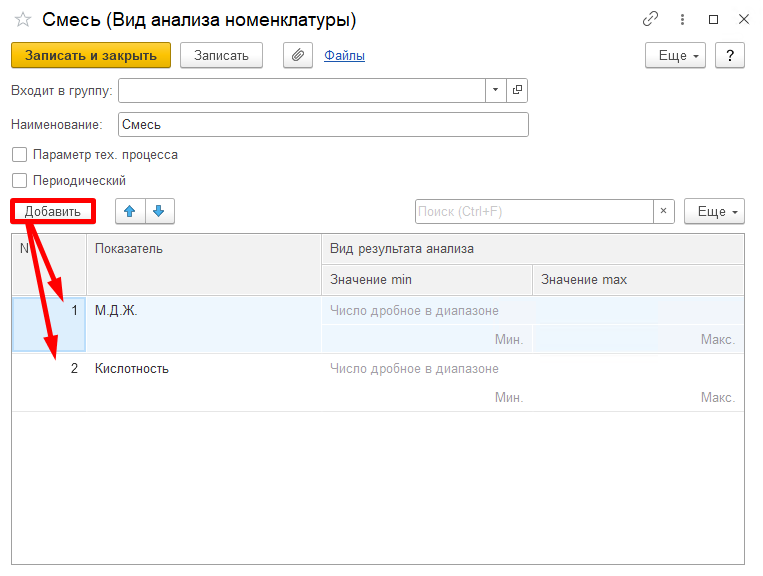 Смесь (Вид анализа номенклатуры)
Записать и закрыть Записать Файлы Еще ?
Входит в группу:
Наименование: Смесь
Параметр тех. процесса
Периодический
Добавить Поиск (Ctrl+F) × Еще
N Показатель Вид результата анализа
Значение min Значение max
1 М.Д.Ж. Число дробное в диапазоне
Мин. Макс.
2 Кислотность Число дробное в диапазоне
Мин. Макс.